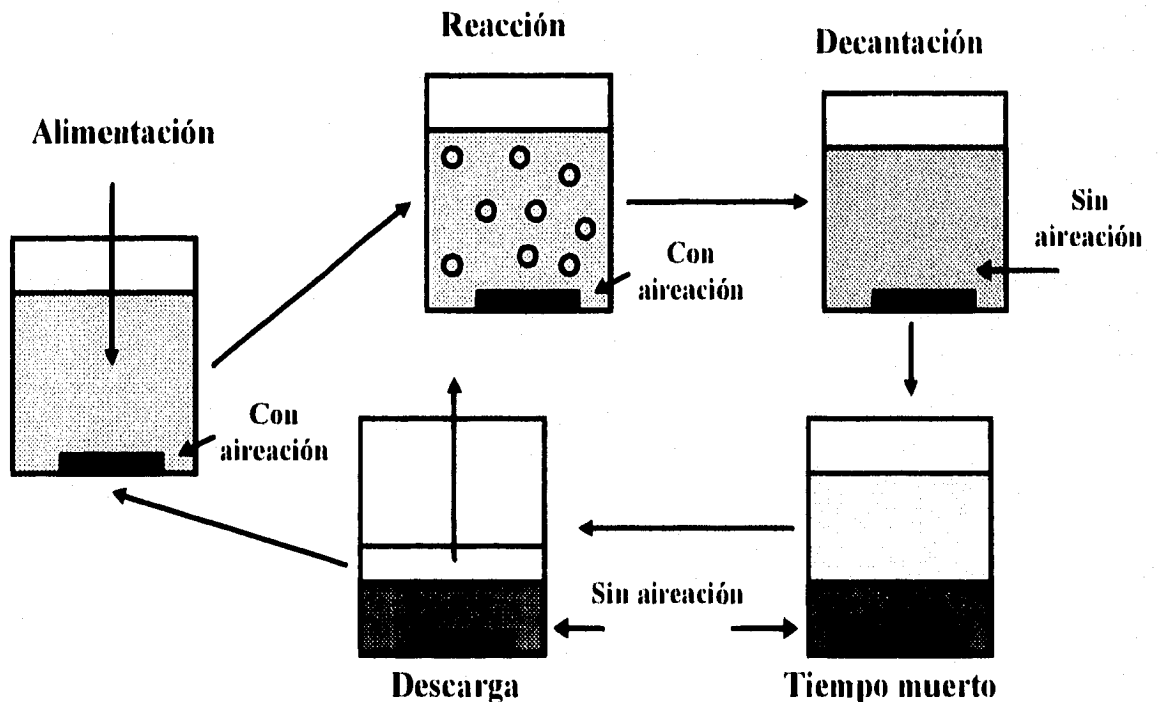 Reacción
Decantación
Alimentación
Sin
aireación
Con
aireación
Con
aireación
Sin aireación
Descarga
Tiempo muerto